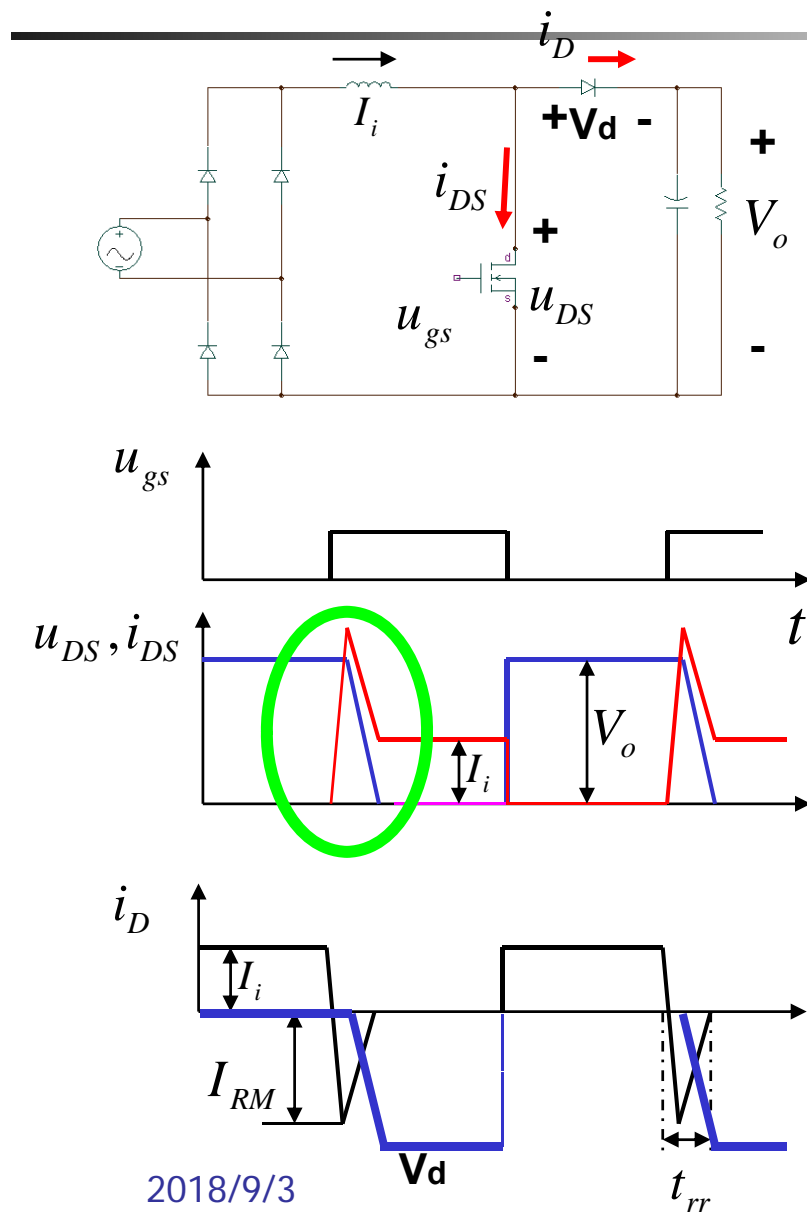 i_D
I_i
+ Vd -
+
i_DS
+
V_o
+
d
s
u_gs
u_DS
-
-
-
u_gs
t
u_DS, i_DS
V_o
I_i
i_D
I_i
I_RM
Vd
t_rr
2018/9/3